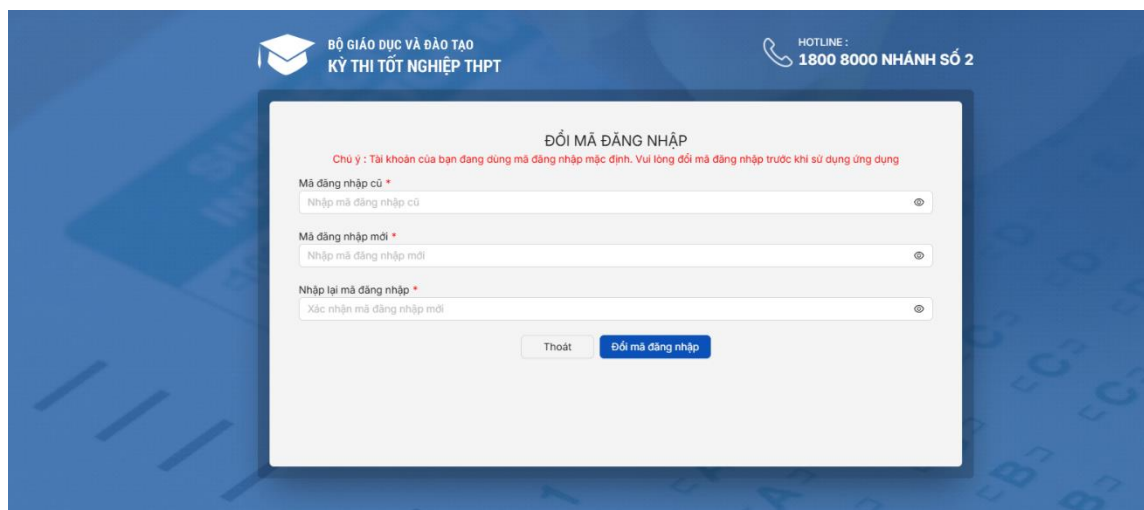 BỘ GIÁO DỤC VÀ ĐÀO TẠO
KỲ THI TỐT NGHIỆP THPT
HOTLINE :
1800 8000 NHÁNH SỐ 2
ĐỔI MÃ ĐĂNG NHẬP
Chú ý : Tài khoản của bạn đang dùng mã đăng nhập mặc định. Vui lòng đổi mã đăng nhập trước khi sử dụng ứng dụng
Mã đăng nhập cũ *
Nhập mã đăng nhập cũ
Mã đăng nhập mới *
Nhập mã đăng nhập mới
Nhập lại mã đăng nhập *
Xác nhận mã đăng nhập mới
Thoát
Đổi mã đăng nhập